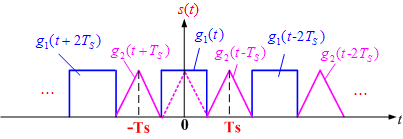 s(t)
g₁(t + 2Tₛ)
g₂(t+Tₛ)
g₁(t)
g₂(t-Tₛ)
g₁(t-2Tₛ)
g₂(t-2Tₛ)
...
...
-Ts
0
Ts
t